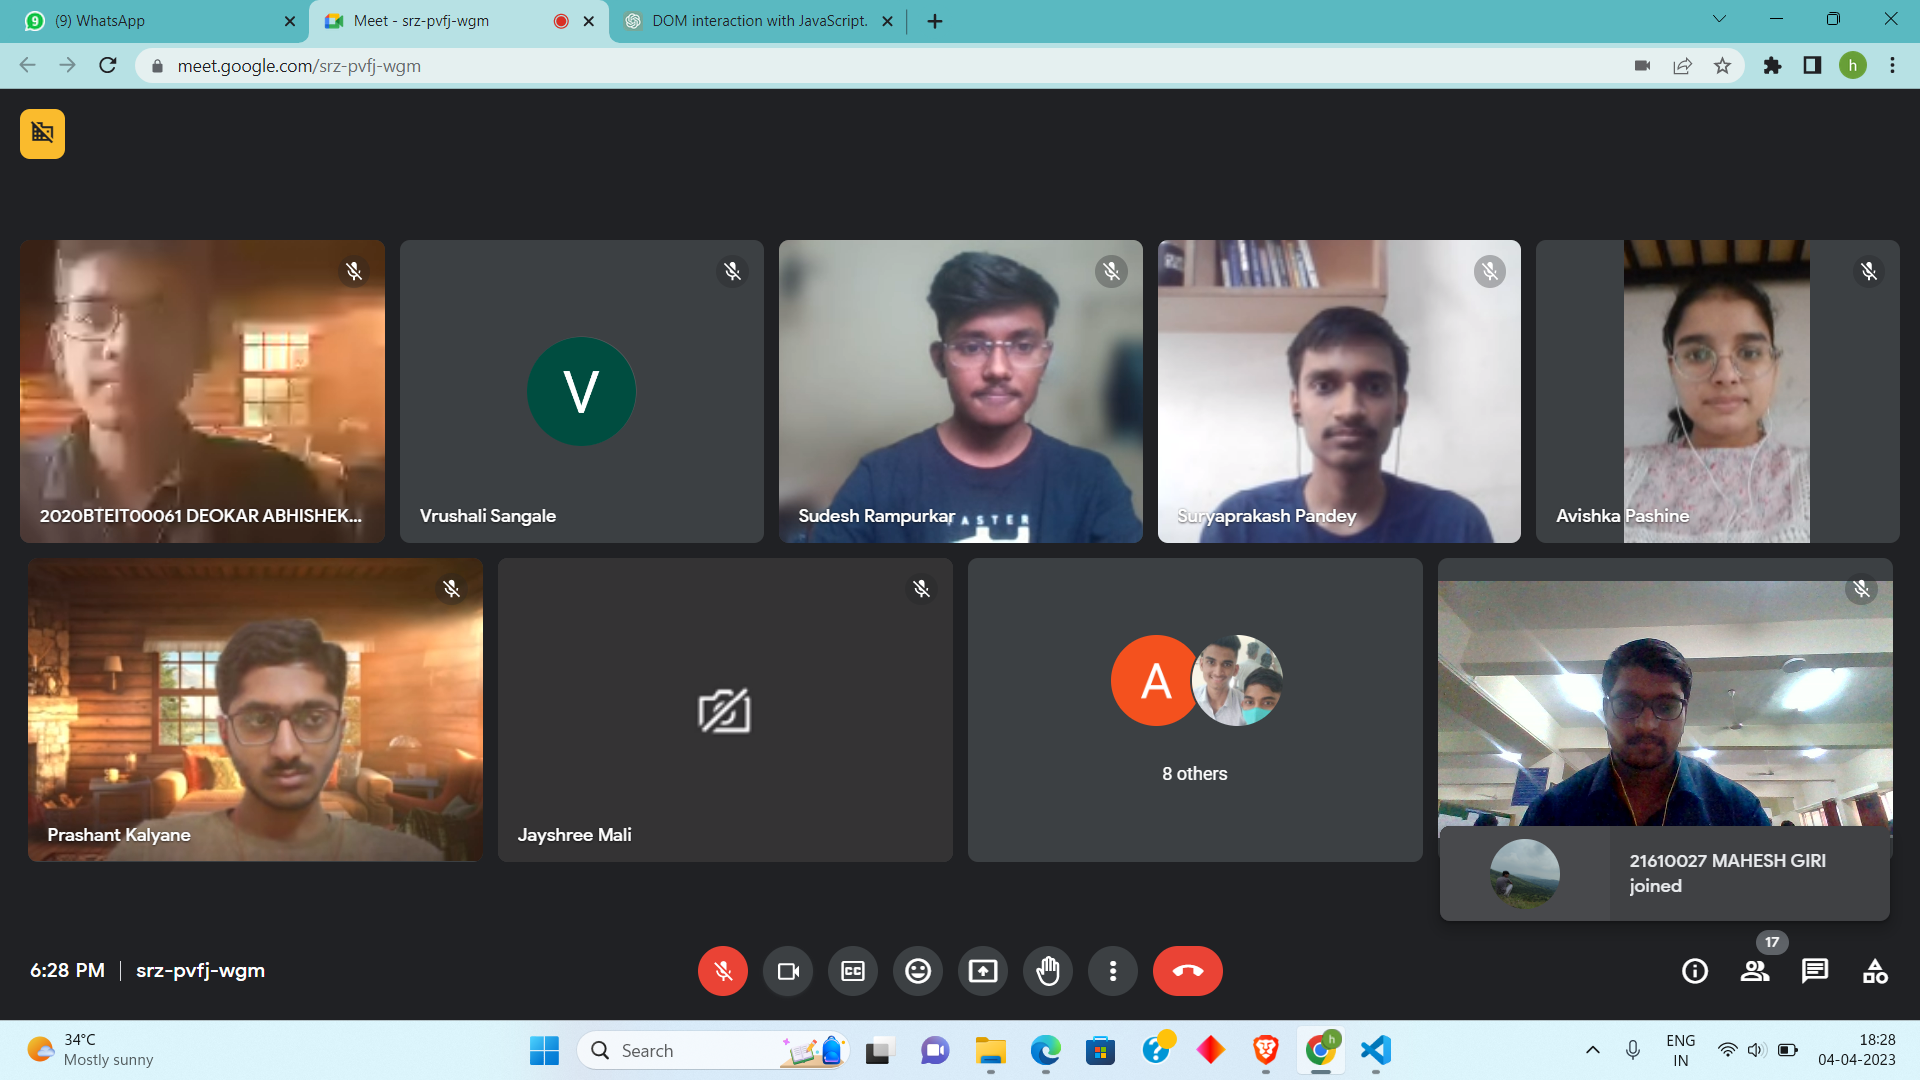 (9) WhatsApp
Meet - srz-pvfj-wgm
DOM interaction with JavaScript.
meet.google.com/srz-pvfj-wgm
h
2020BTEIT00061 DEOKAR ABHISHEK...
V
Vrushali Sangale
ASTER
Sudesh Rampurkar
Suryaprakash Pandey
Avishka Pashine
Prashant Kalyane
Jayshree Mali
A
8 others
21610027 MAHESH GIRI
joined
6:28 PM
srz-pvfj-wgm
CC
17
34°C
Mostly sunny
Search
h
ENG
IN
18:28
04-04-2023